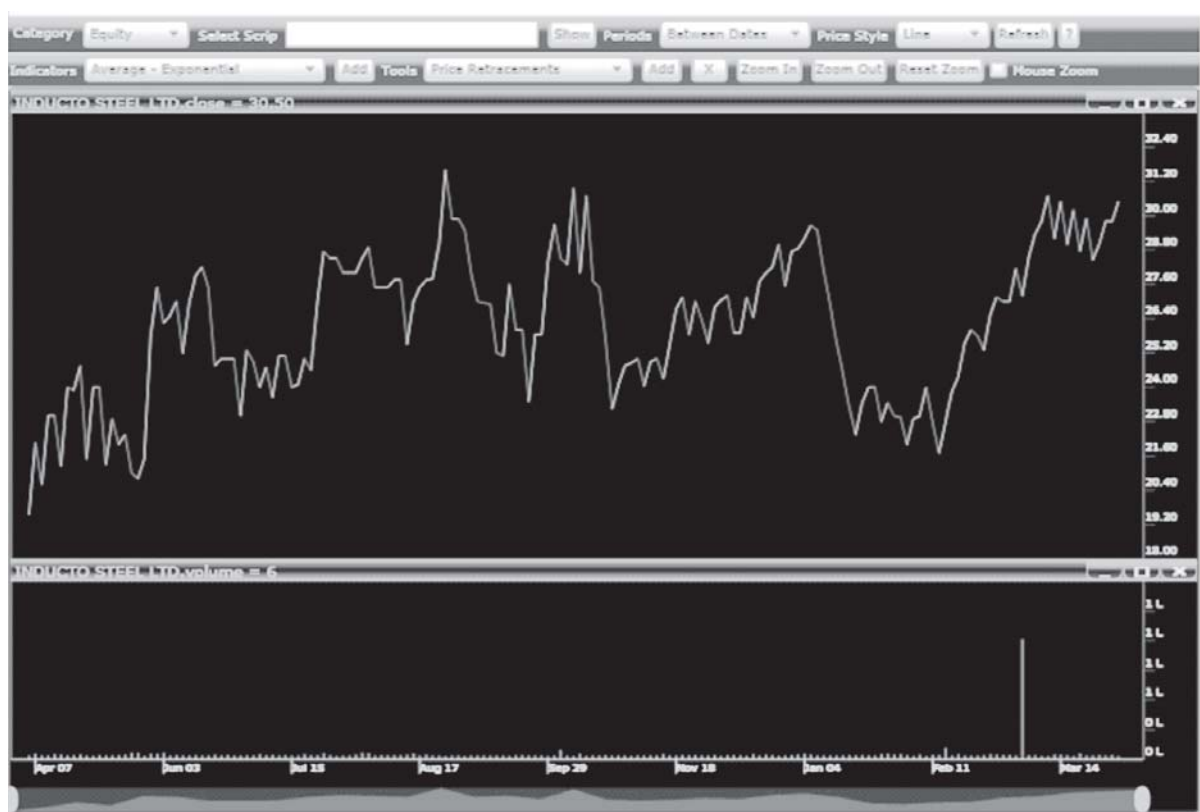 Category Equity Select Scrip Show Periods Between Dates Price Style Line Refresh ?
Indicators Average - Exponential Add Tools Price Retracements Add X Zoom In Zoom Out Reset Zoom Mouse Zoom
INDUCTO STEEL LTD.close = 30.50
32.40
31.20
30.00
28.80
27.60
26.40
25.20
24.00
22.80
21.60
20.40
19.20
18.00
INDUCTO STEEL LTD.volume = 6
1 L
1 L
1 L
1 L
0 L
0 L
Apr 07 Jun 03 Jul 15 Aug 17 Sep 29 Nov 18 Jan 04 Feb 11 Mar 14